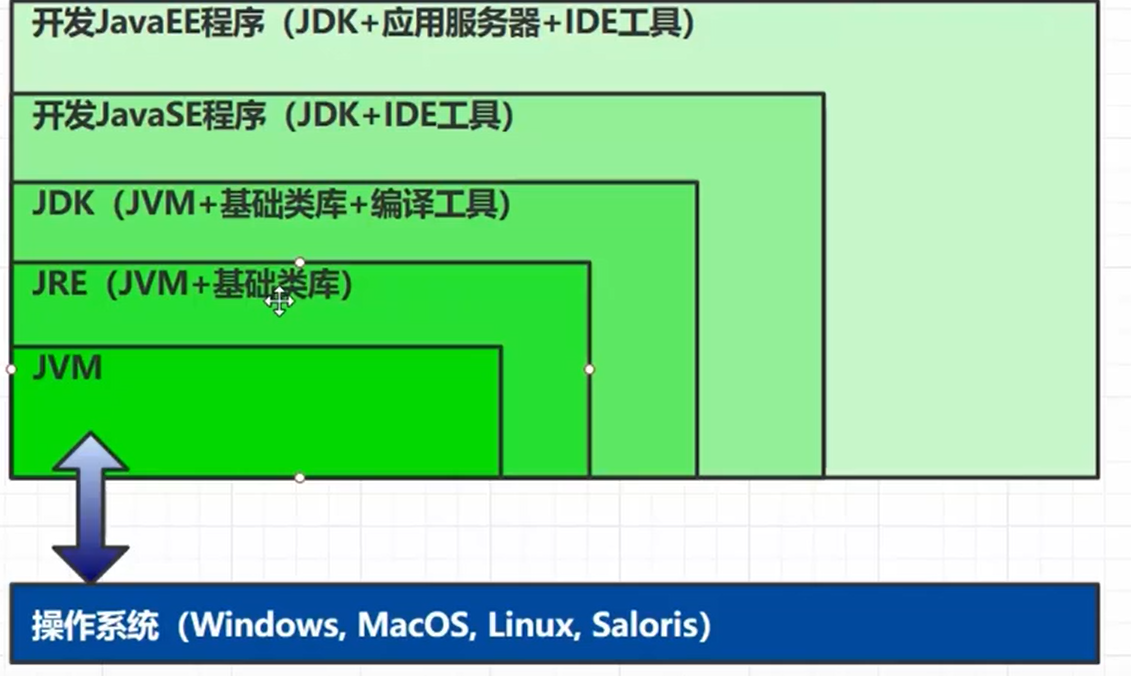 开发JavaEE程序（JDK+应用服务器+IDE工具）
开发JavaSE程序（JDK+IDE工具）
JDK（JVM+基础类库+编译工具）
JRE（JVM+基础类库）
JVM
操作系统（Windows, MacOS, Linux, Saloris）